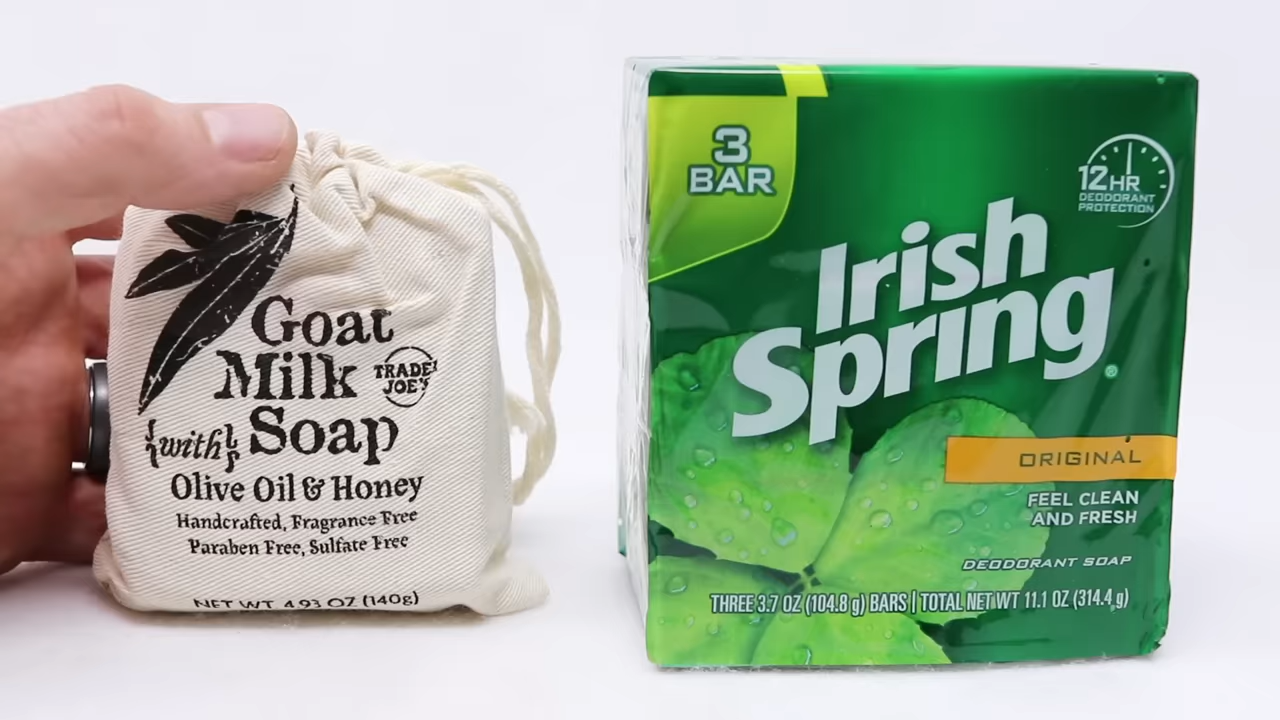 Goat
Milk
TRADER
JOE'S
{with} Soap
Olive Oil & Honey
Handcrafted, Fragrance Free
Paraben Free, Sulfate Free
NET WT. 4.93 OZ (140g)
3
BAR
12HR
DEODORANT
PROTECTION
Irish
Spring®
ORIGINAL
FEEL CLEAN
AND FRESH
DEODORANT SOAP
THREE 3.7 OZ (104.8 g) BARS | TOTAL NET WT 11.1 OZ (314.4 g)